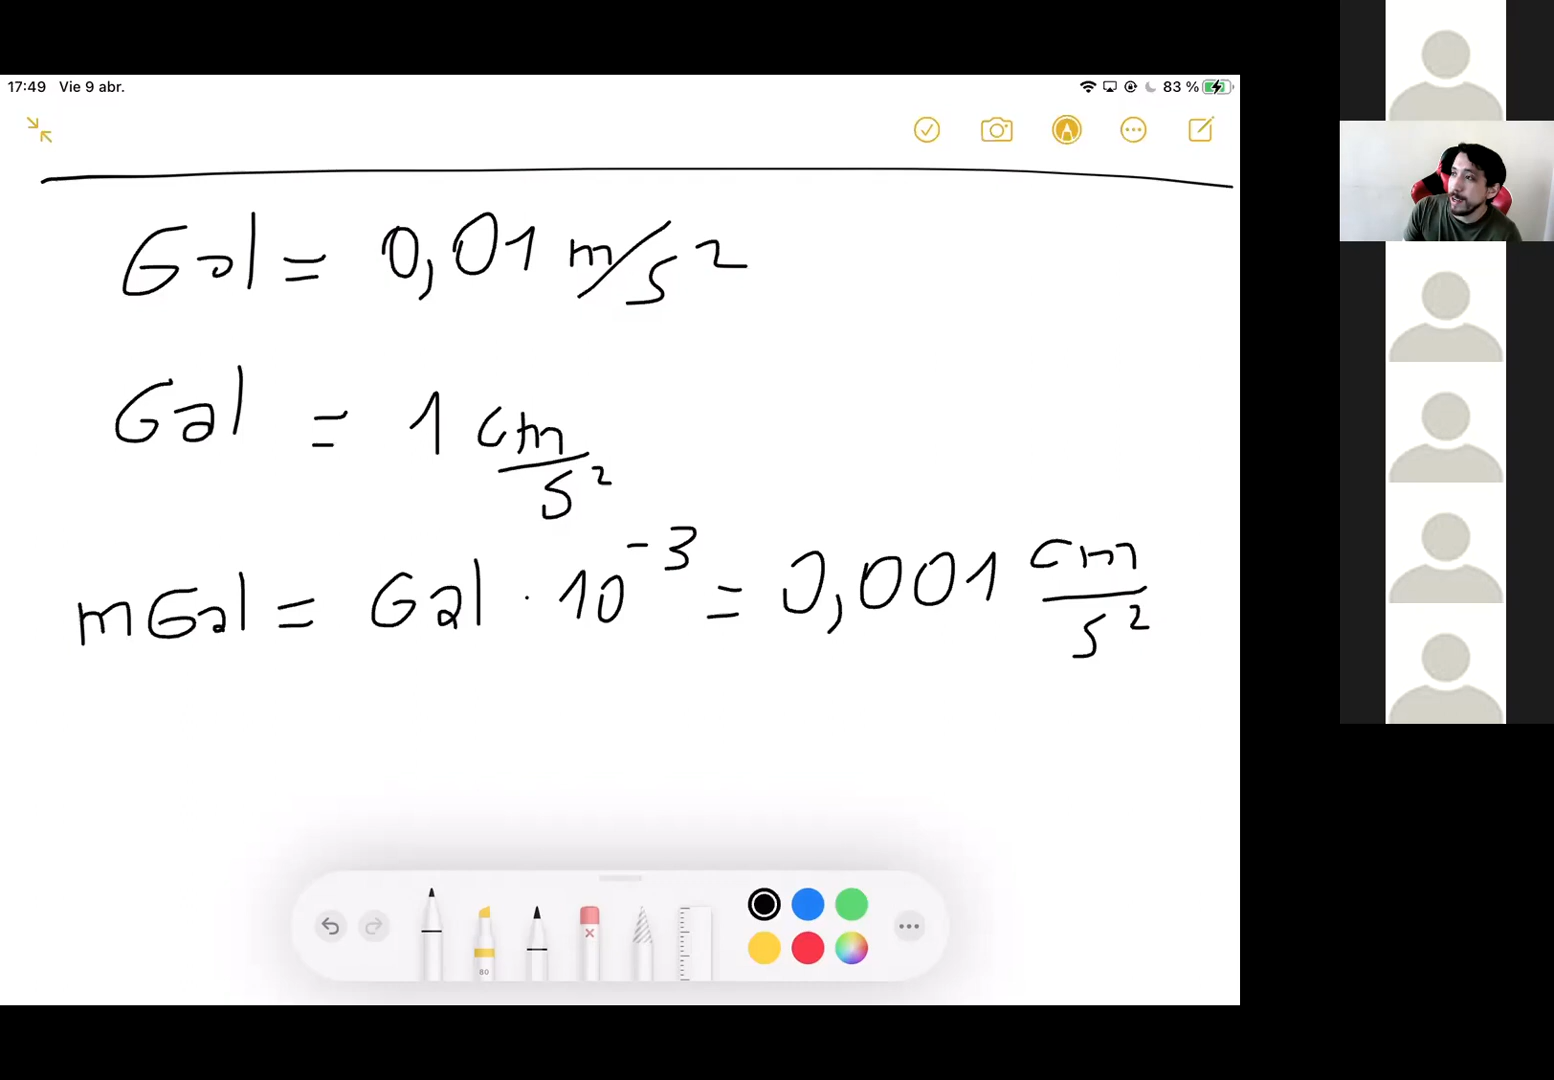 17:49 Vie 9 abr. 83 %
Gal = 0,01 m/s²
Gal = 1 cm/s²
mGal = Gal · 10⁻³ = 0,001 cm/s²
80